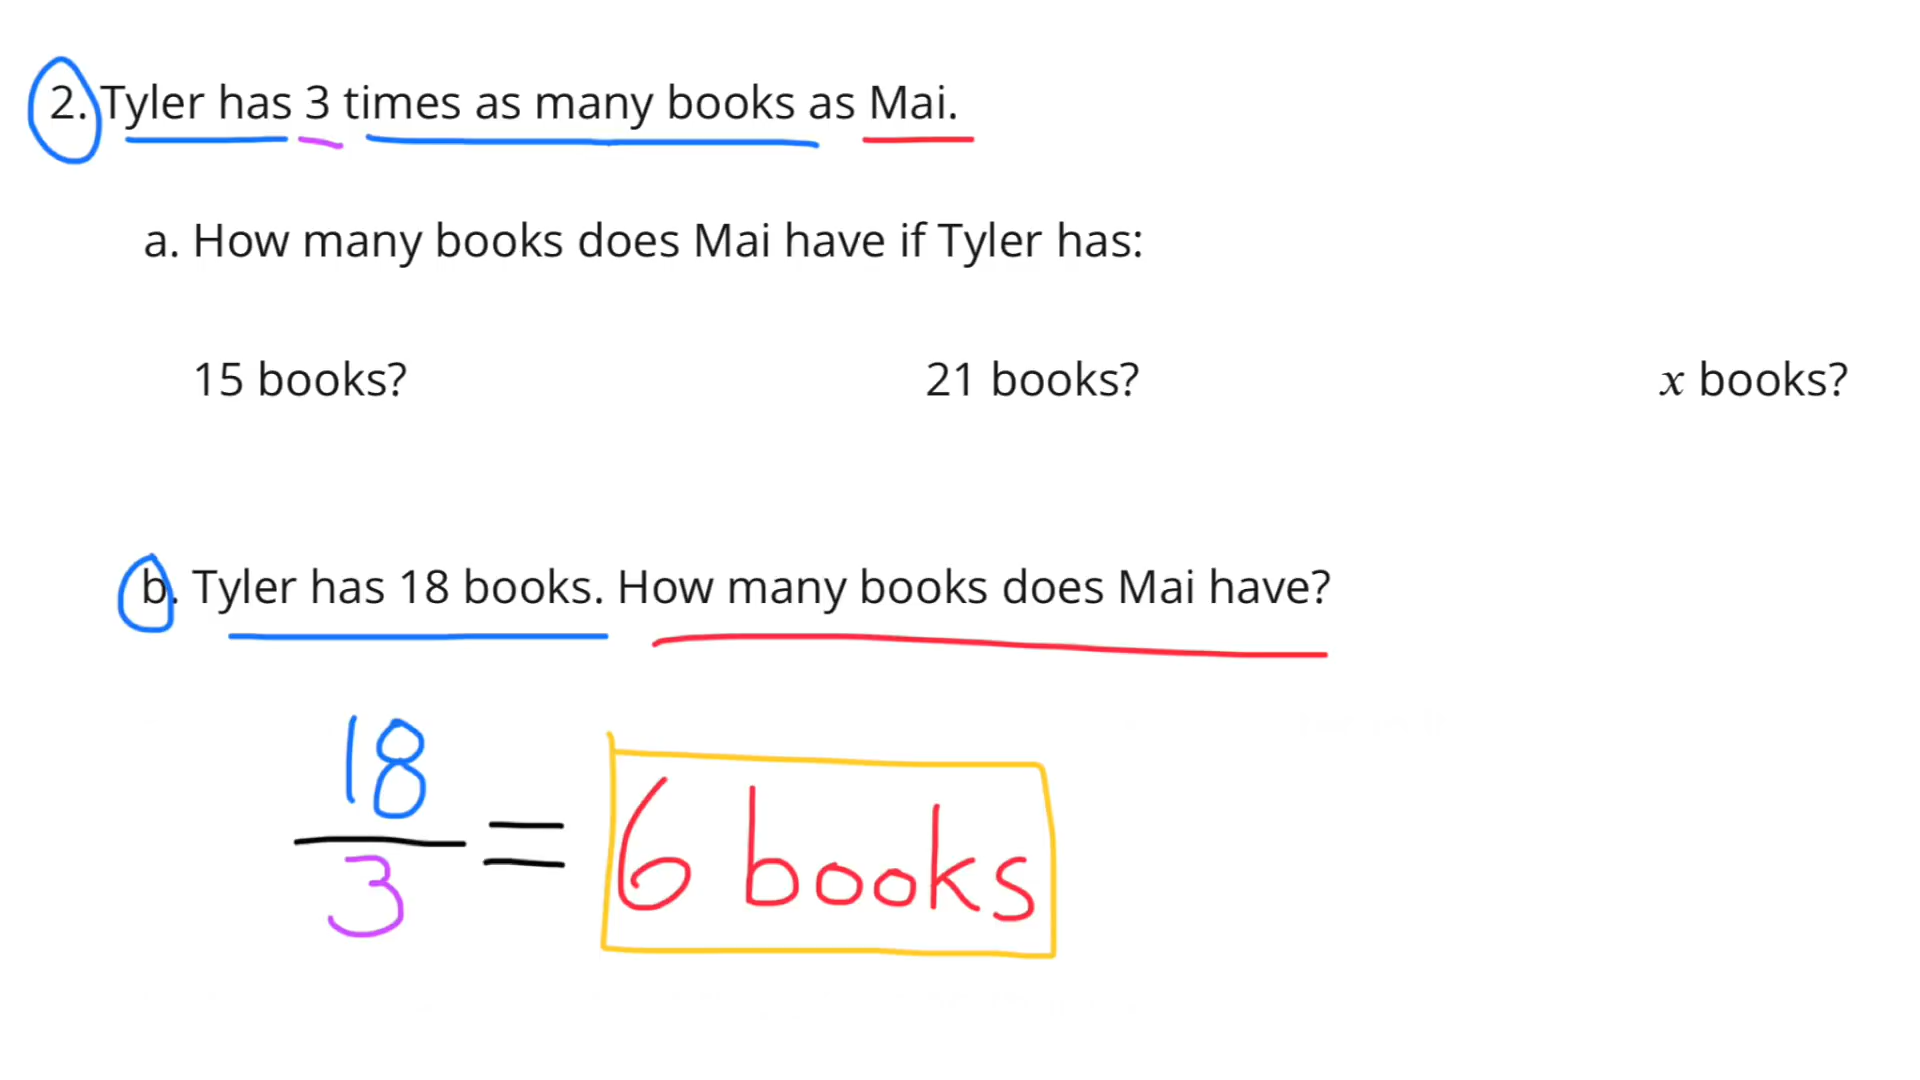 2. Tyler has 3 times as many books as Mai.
a. How many books does Mai have if Tyler has:
15 books? 21 books? x books?
b. Tyler has 18 books. How many books does Mai have?
18
3
= 6 books